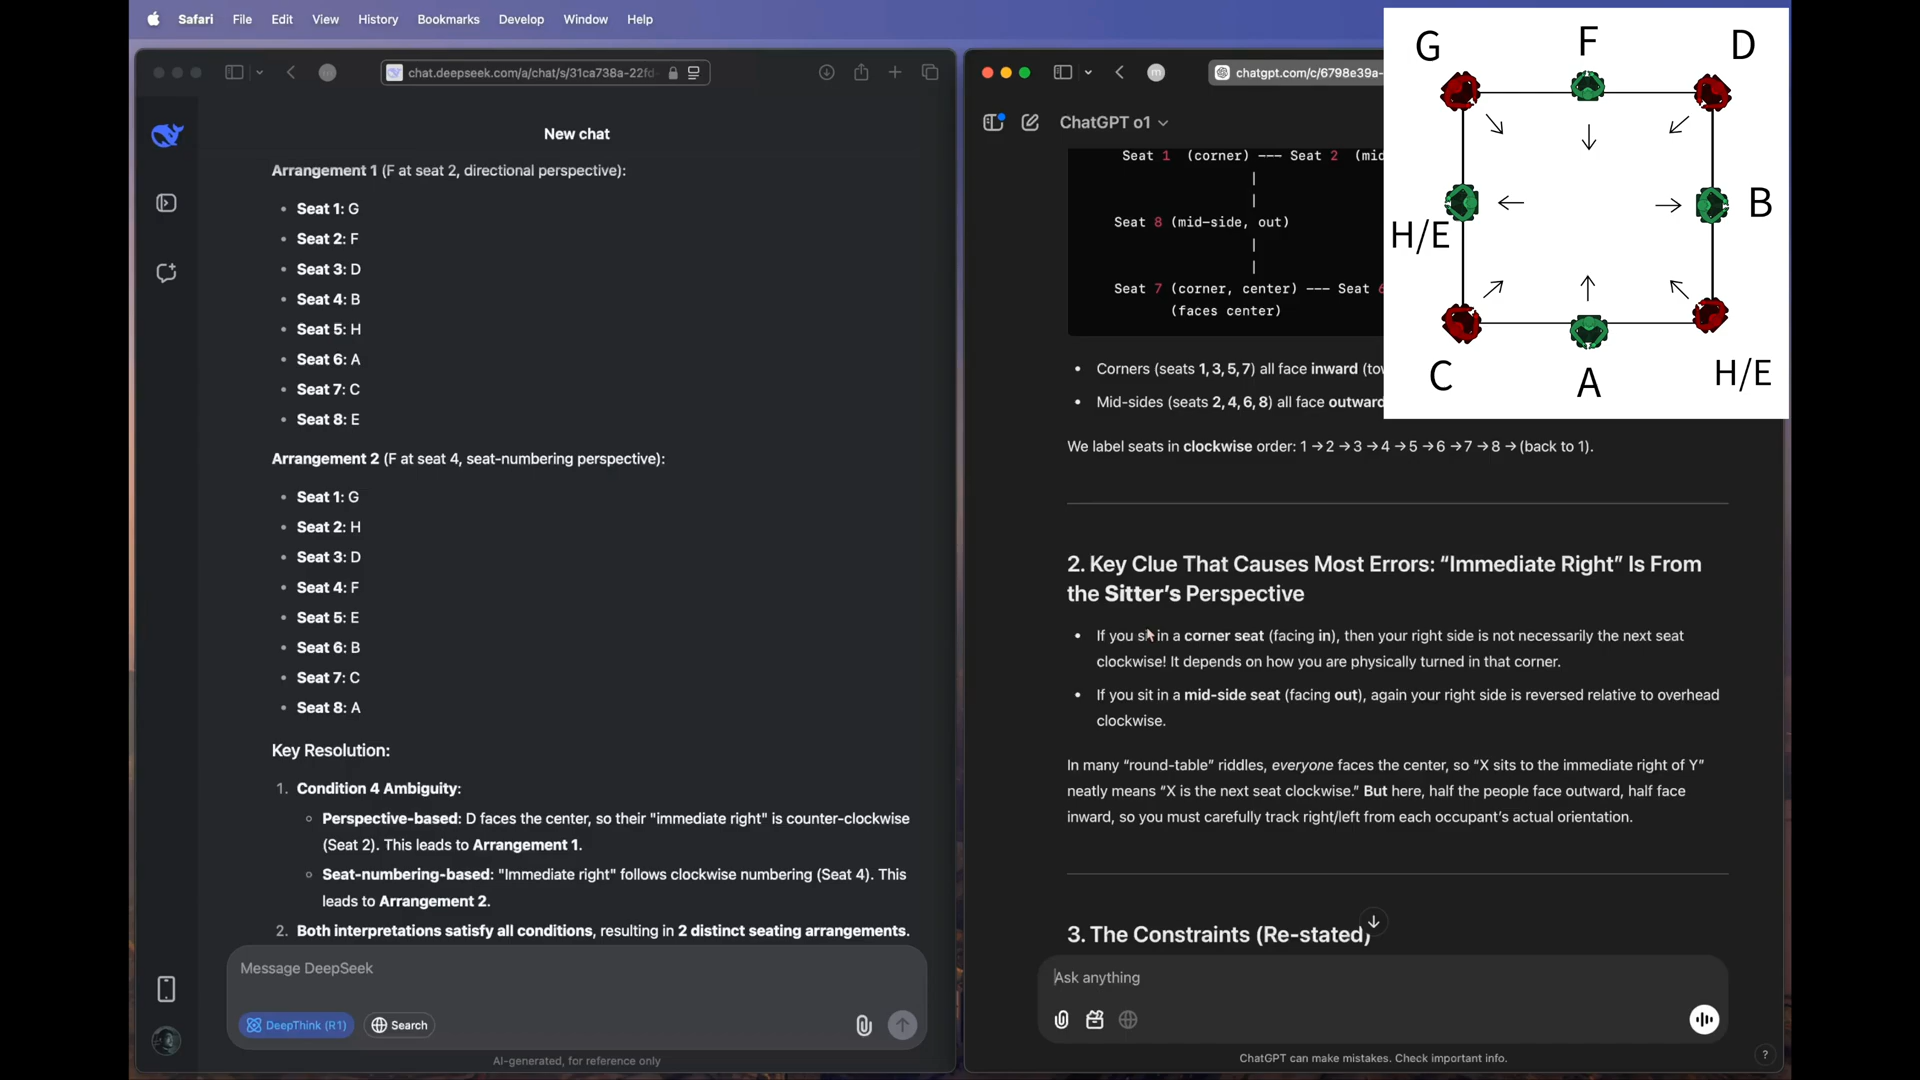 Safari File Edit View History Bookmarks Develop Window Help
chat.deepseek.com/a/chat/s/31ca738a-22fd-
New chat
Arrangement 1 (F at seat 2, directional perspective):
• Seat 1: G
• Seat 2: F
• Seat 3: D
• Seat 4: B
• Seat 5: H
• Seat 6: A
• Seat 7: C
• Seat 8: E
Arrangement 2 (F at seat 4, seat-numbering perspective):
• Seat 1: G
• Seat 2: H
• Seat 3: D
• Seat 4: F
• Seat 5: E
• Seat 6: B
• Seat 7: C
• Seat 8: A
Key Resolution:
1. Condition 4 Ambiguity:
Perspective-based: D faces the center, so their "immediate right" is counter-clockwise
(Seat 2). This leads to Arrangement 1.
Seat-numbering-based: "Immediate right" follows clockwise numbering (Seat 4). This
leads to Arrangement 2.
2. Both interpretations satisfy all conditions, resulting in 2 distinct seating arrangements.
Message DeepSeek
DeepThink (R1) Search
AI-generated, for reference only
chatgpt.com/c/6798e39a-
ChatGPT o1
Seat 1 (corner) --- Seat 2 (mid
|
|
Seat 8 (mid-side, out)
|
|
Seat 7 (corner, center) --- Seat 6
(faces center)
• Corners (seats 1, 3, 5, 7) all face inward (tov
• Mid-sides (seats 2, 4, 6, 8) all face outward
We label seats in clockwise order: 1 → 2 → 3 → 4 → 5 → 6 → 7 → 8 → (back to 1).
2. Key Clue That Causes Most Errors: “Immediate Right” Is From
the Sitter’s Perspective
• If you sit in a corner seat (facing in), then your right side is not necessarily the next seat
clockwise! It depends on how you are physically turned in that corner.
• If you sit in a mid-side seat (facing out), again your right side is reversed relative to overhead
clockwise.
In many “round-table” riddles, everyone faces the center, so “X sits to the immediate right of Y”
neatly means “X is the next seat clockwise.” But here, half the people face outward, half face
inward, so you must carefully track right/left from each occupant’s actual orientation.
3. The Constraints (Re-stated)
Ask anything
ChatGPT can make mistakes. Check important info.
?
G F D
H/E B
C A H/E